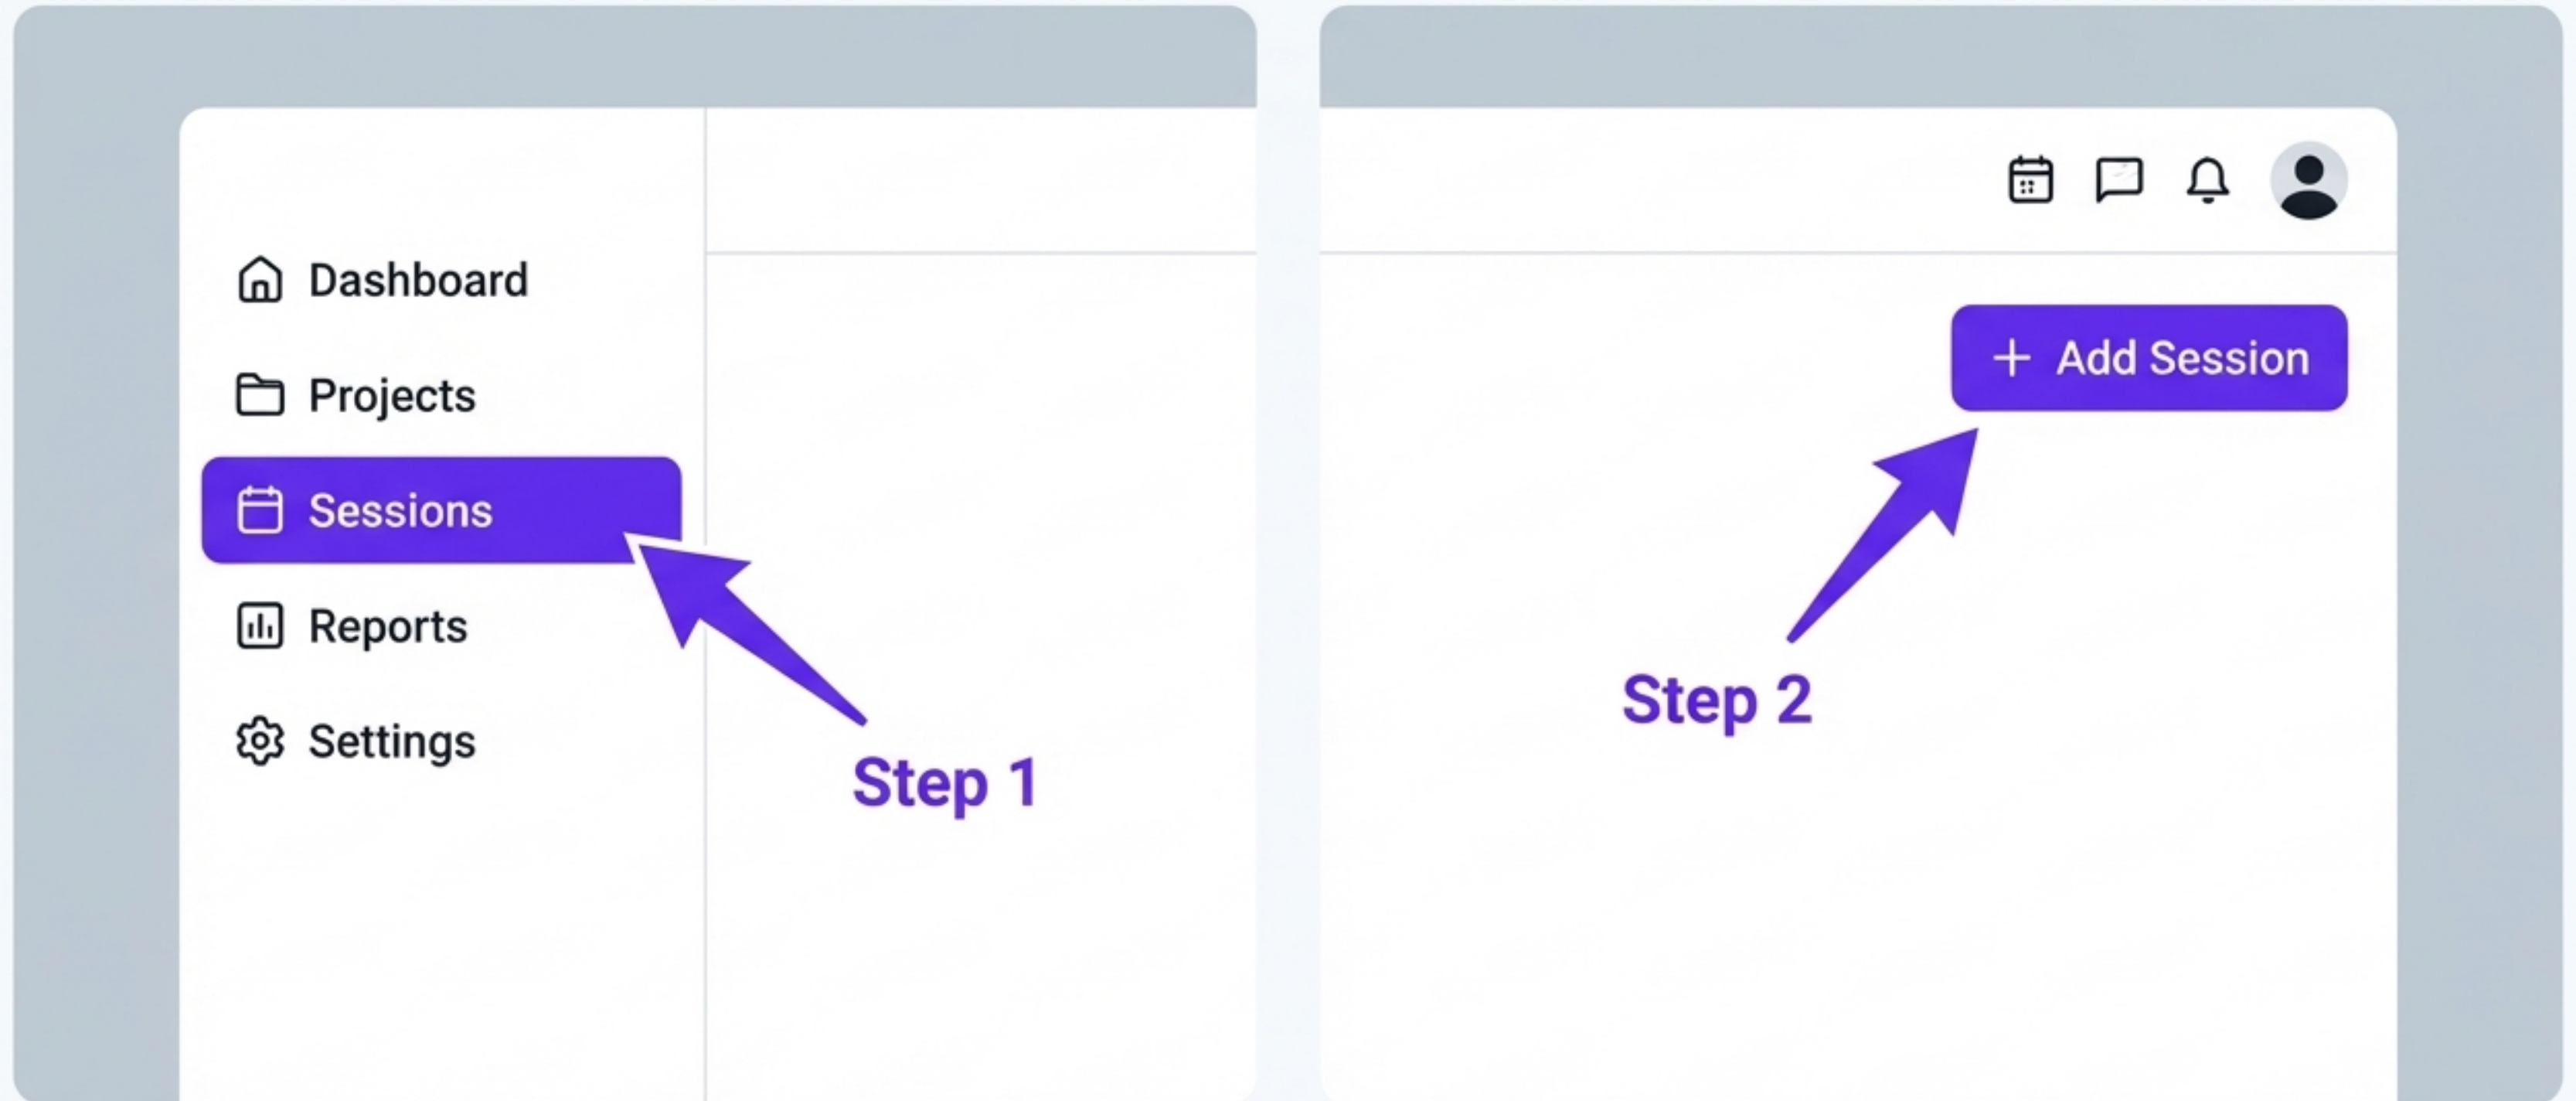 Dashboard
Projects
Sessions
Reports
Settings
Step 1
+ Add Session
Step 2